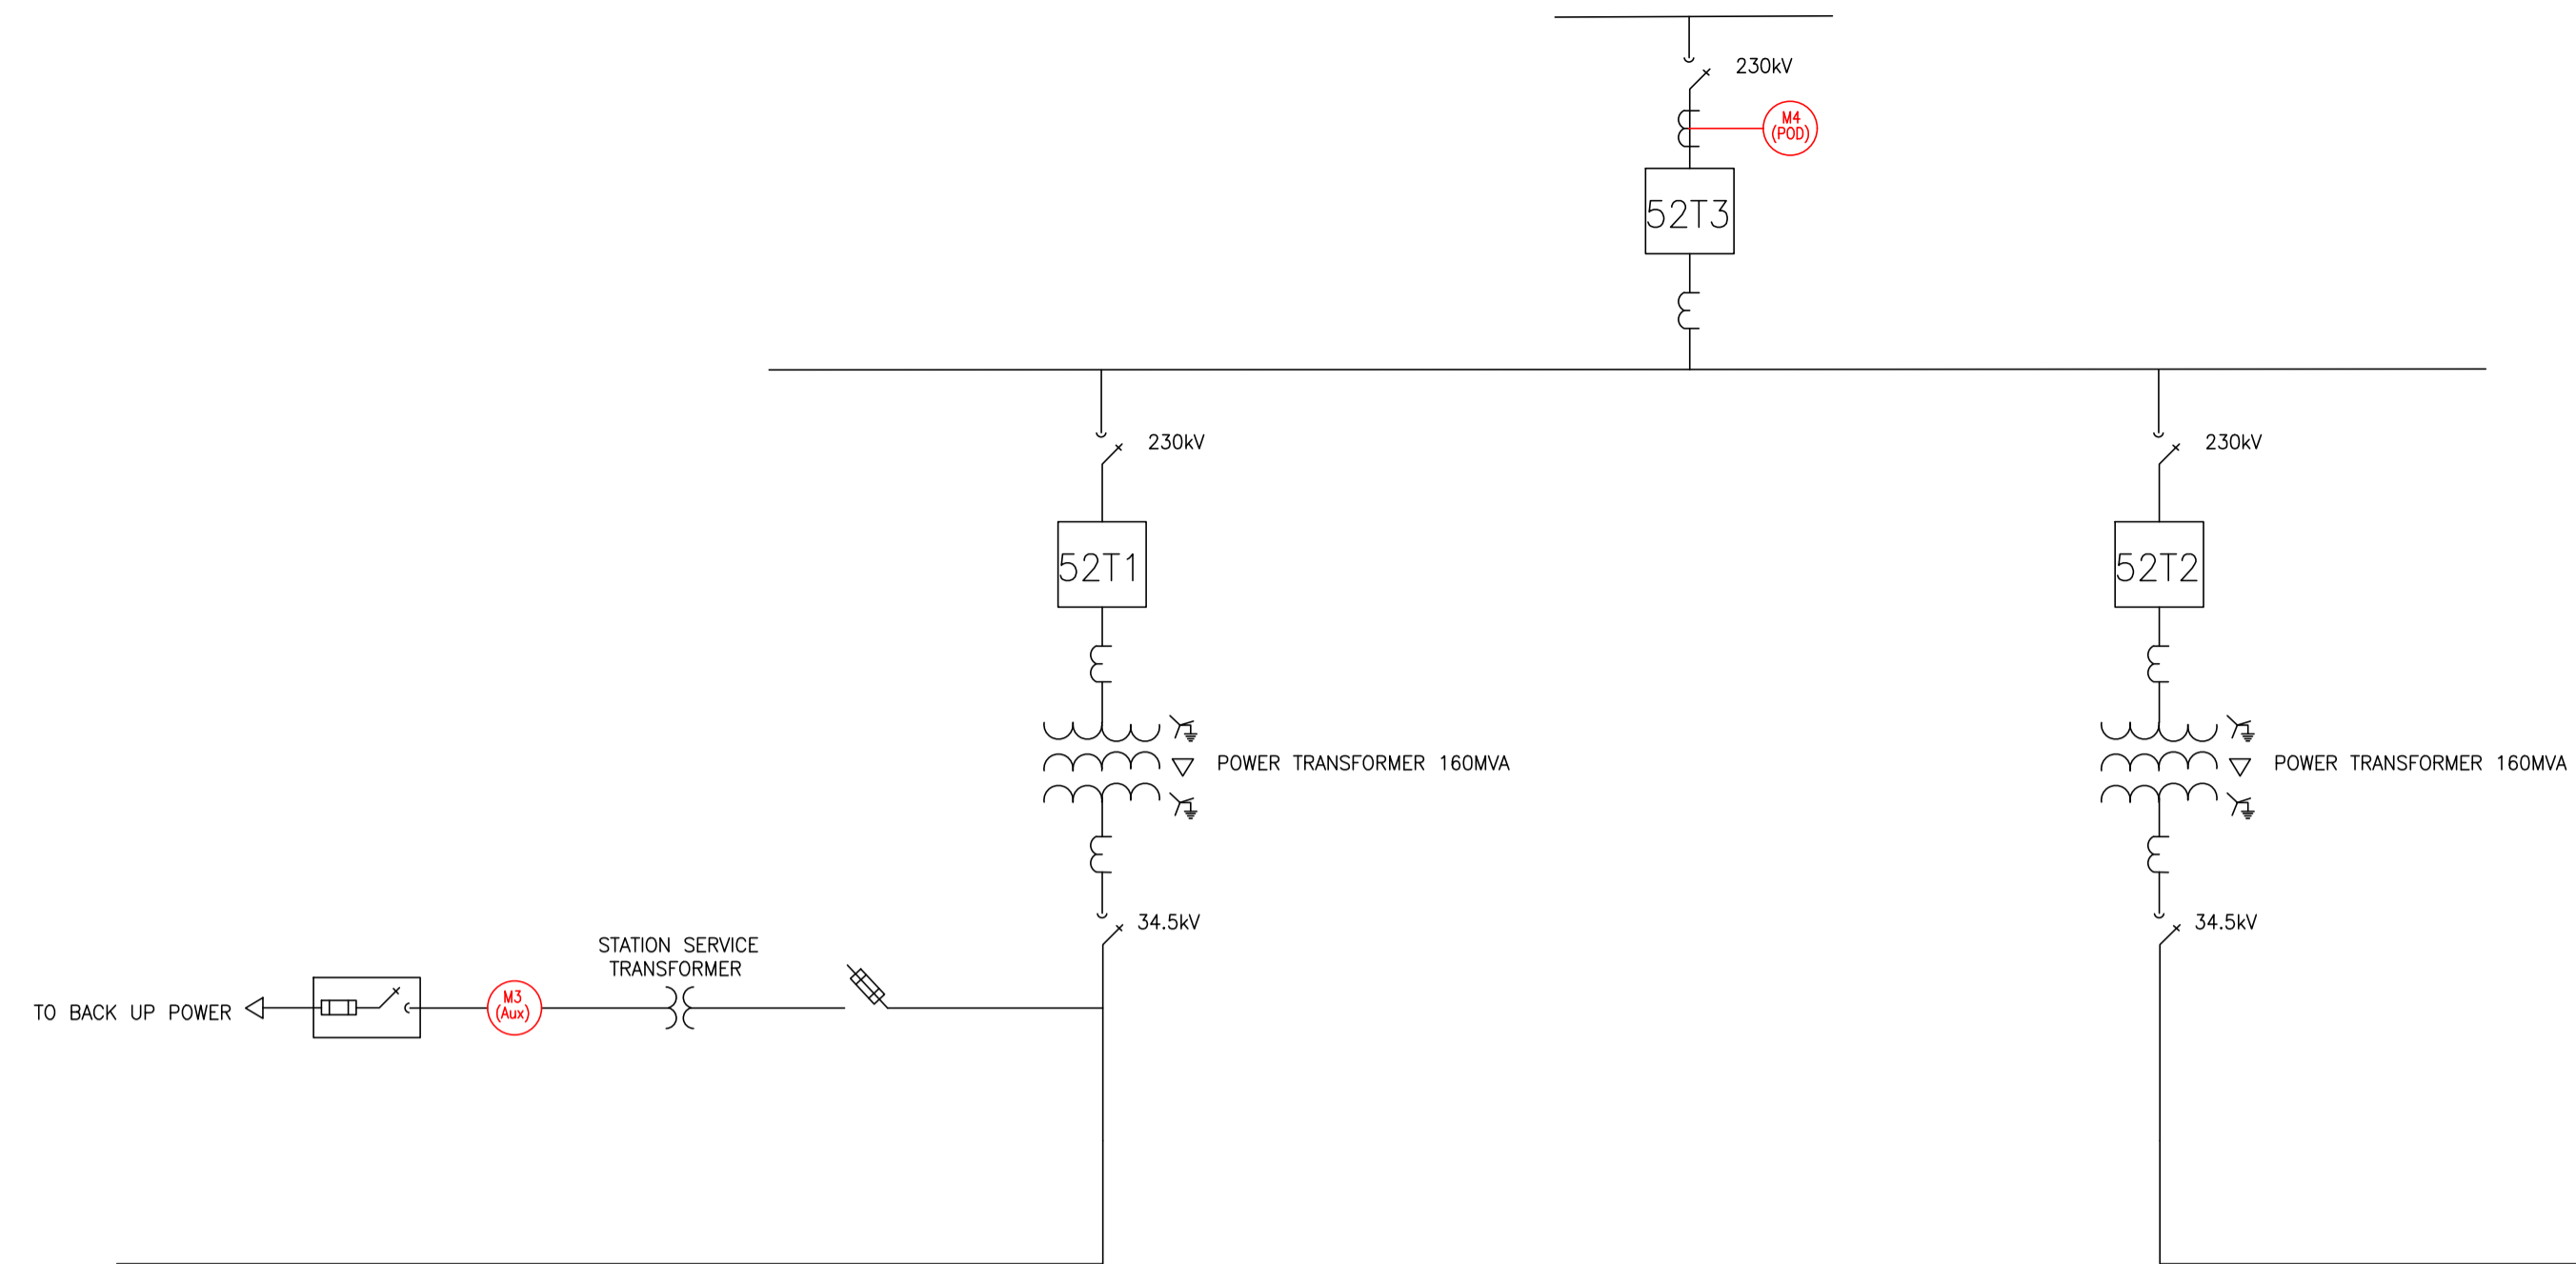 230kV
M4
(POD)
52T3
230kV
230kV
52T1
52T2
POWER TRANSFORMER 160MVA
POWER TRANSFORMER 160MVA
34.5kV
34.5kV
STATION SERVICE
TRANSFORMER
TO BACK UP POWER
M3
(Aux)